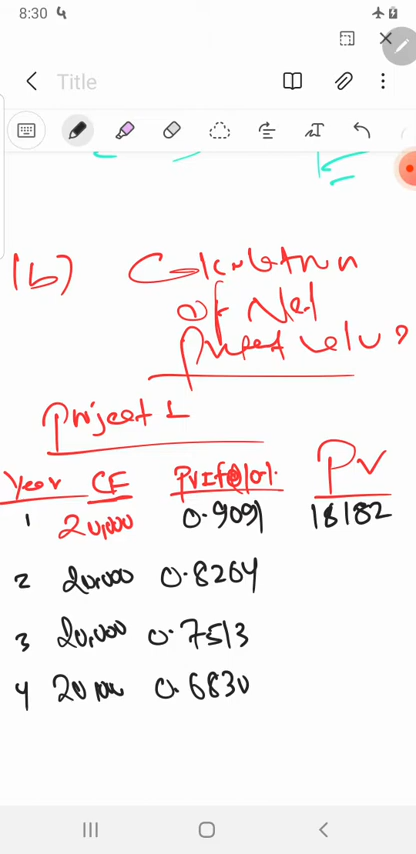 8:30
Title
(b) Calculation
of Net
present value
Project 1
Year CF PVIF@10% PV
1 20,000 0.9091 18182
2 20,000 0.8264
3 20,000 0.7513
4 20,000 0.6830